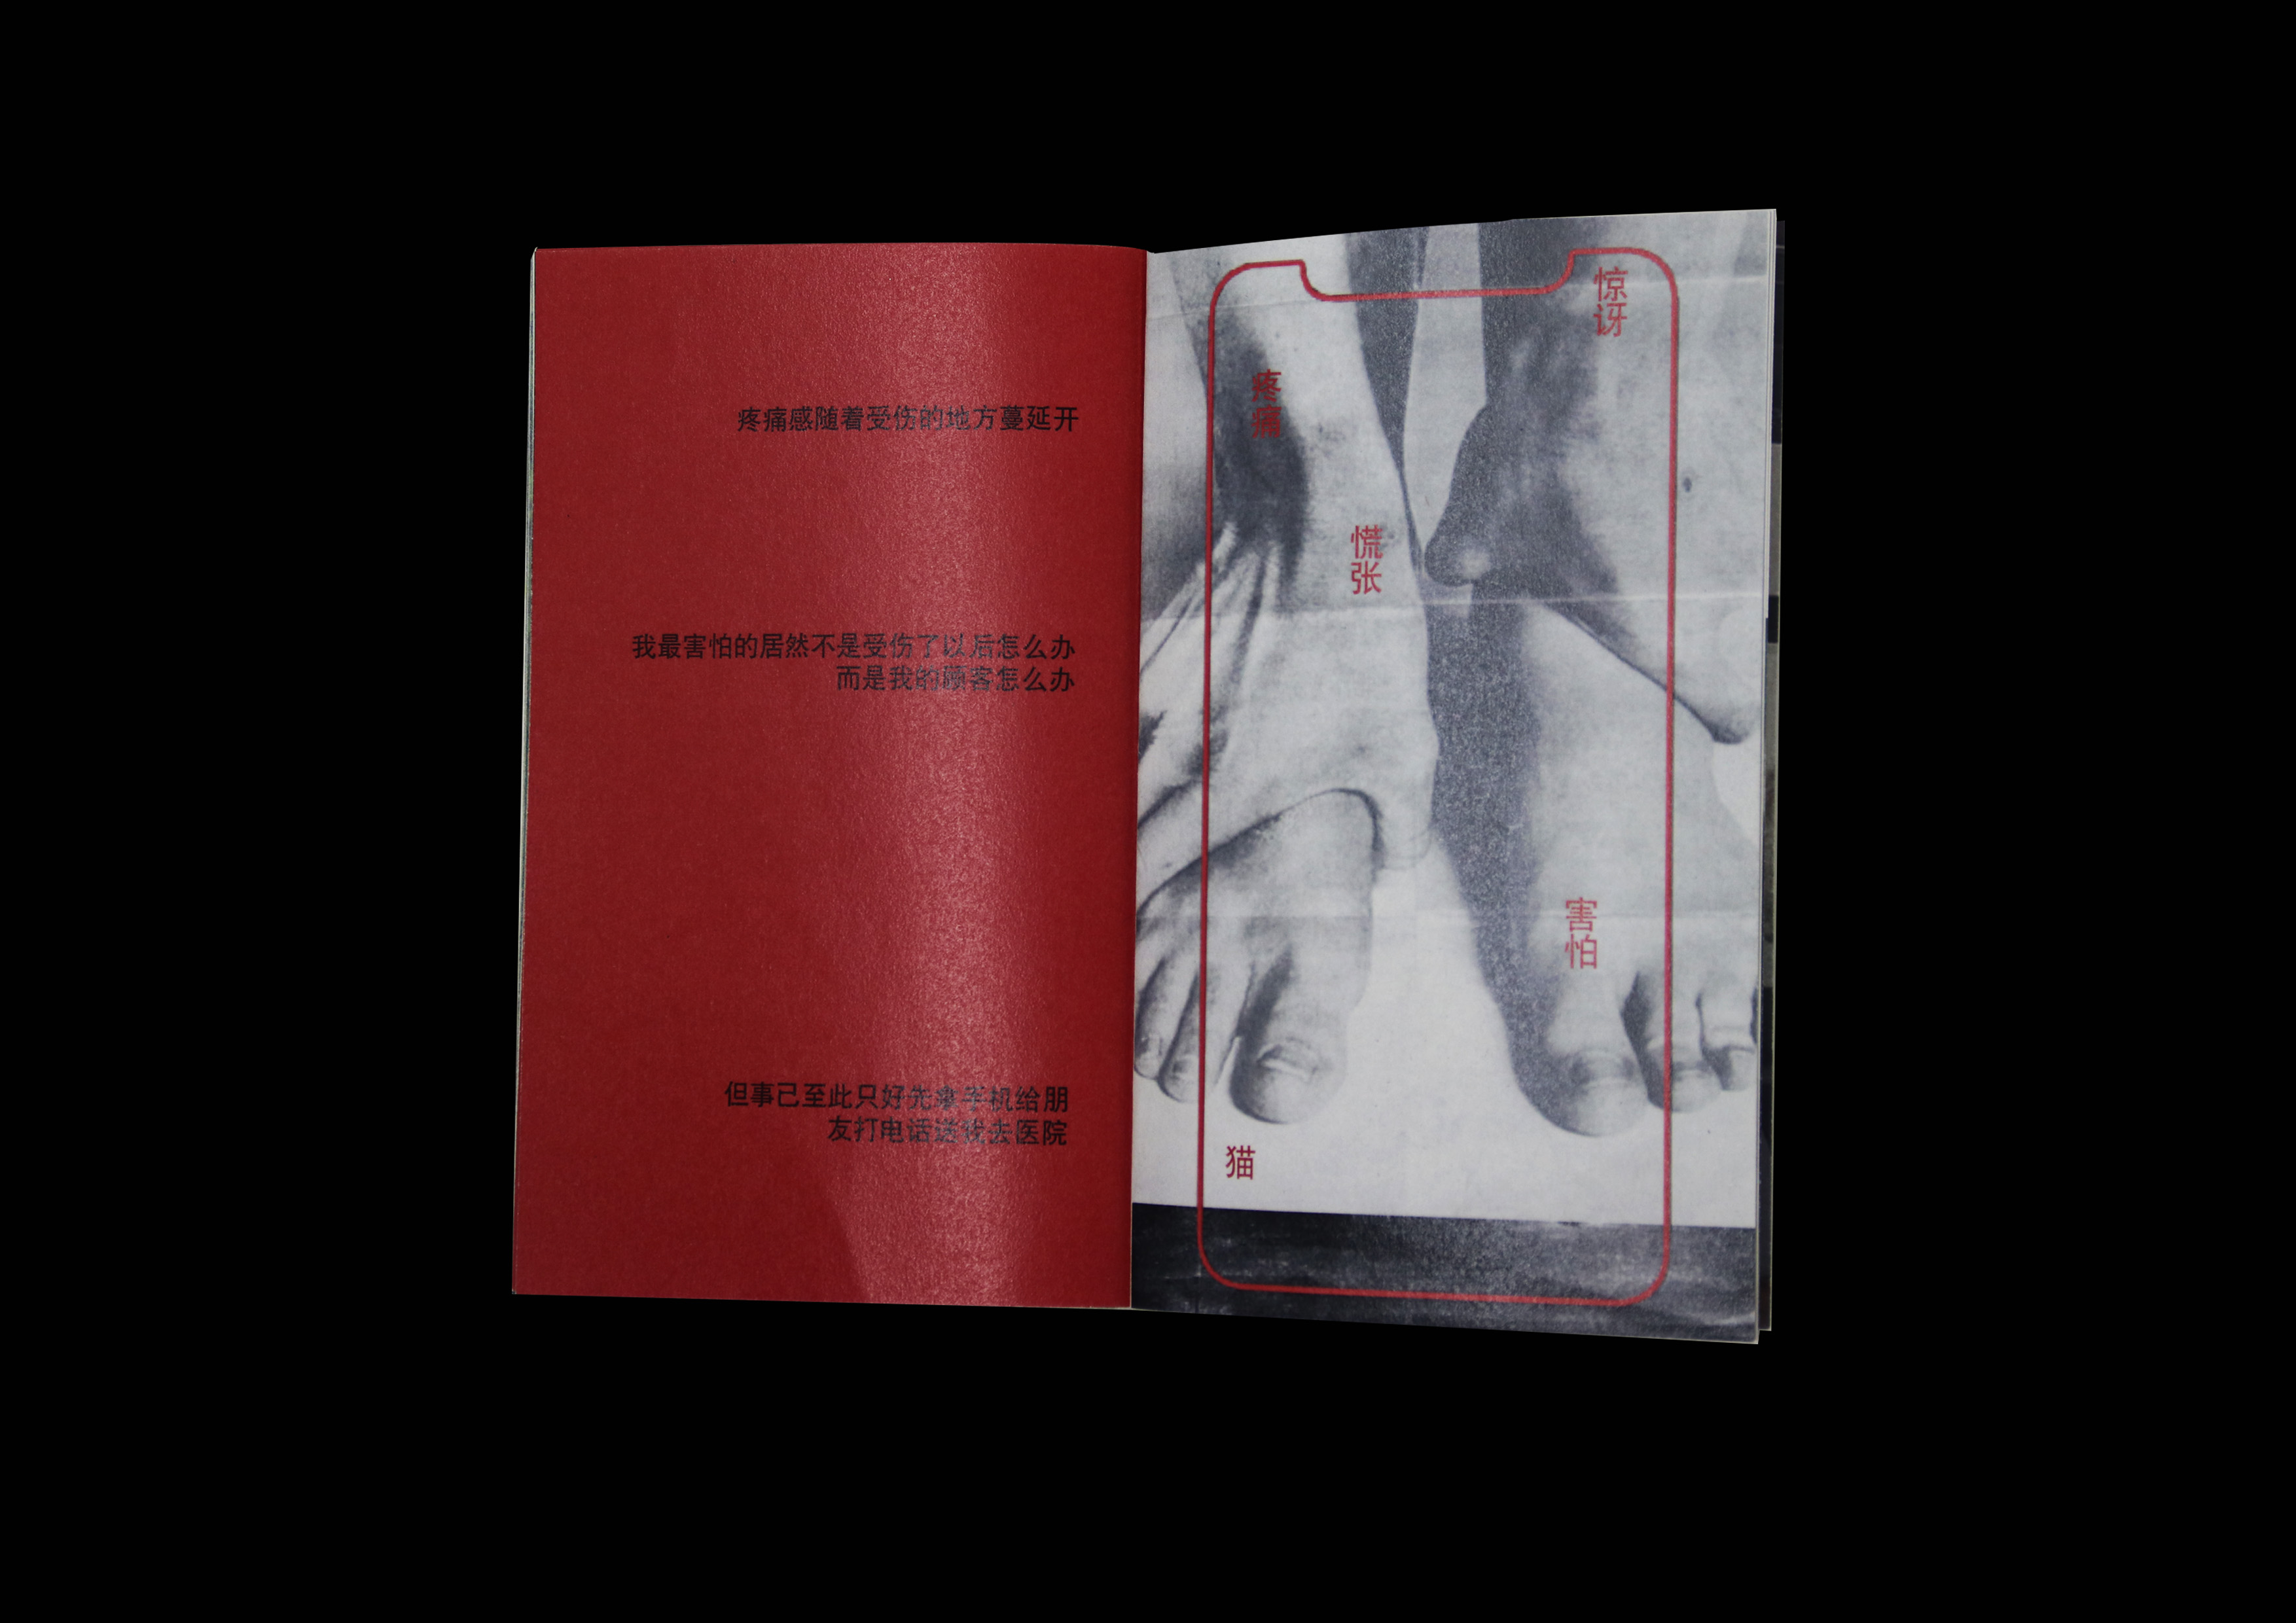 疼痛感随着受伤的地方蔓延开
我最害怕的居然不是受伤了以后怎么办
而是我的顾客怎么办
但事已至此只好先拿手机给朋
友打电话送我去医院
惊讶
疼痛
慌张
害怕
猫